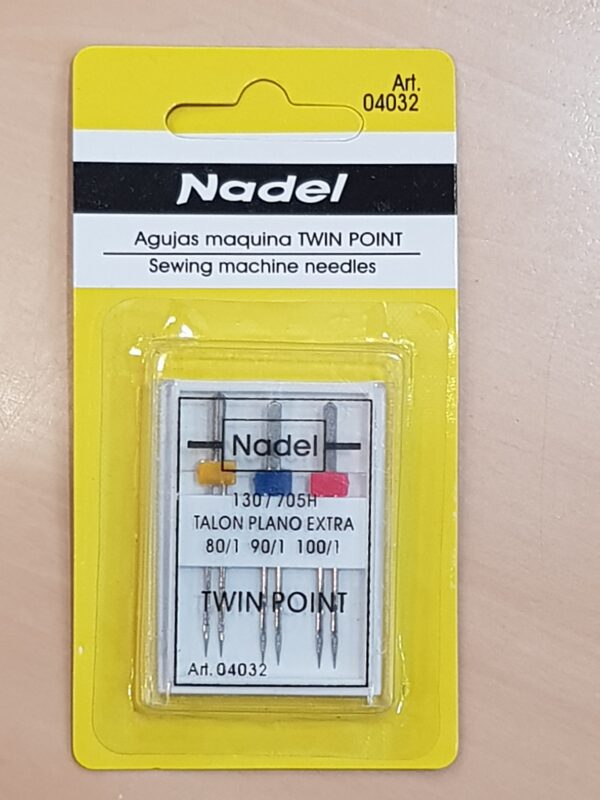 Art.
04032
Nadel
Agujas maquina TWIN POINT
Sewing machine needles
Nadel
130/705H
TALON PLANO EXTRA
80/1 90/1 100/1
TWIN POINT
Art. 04032